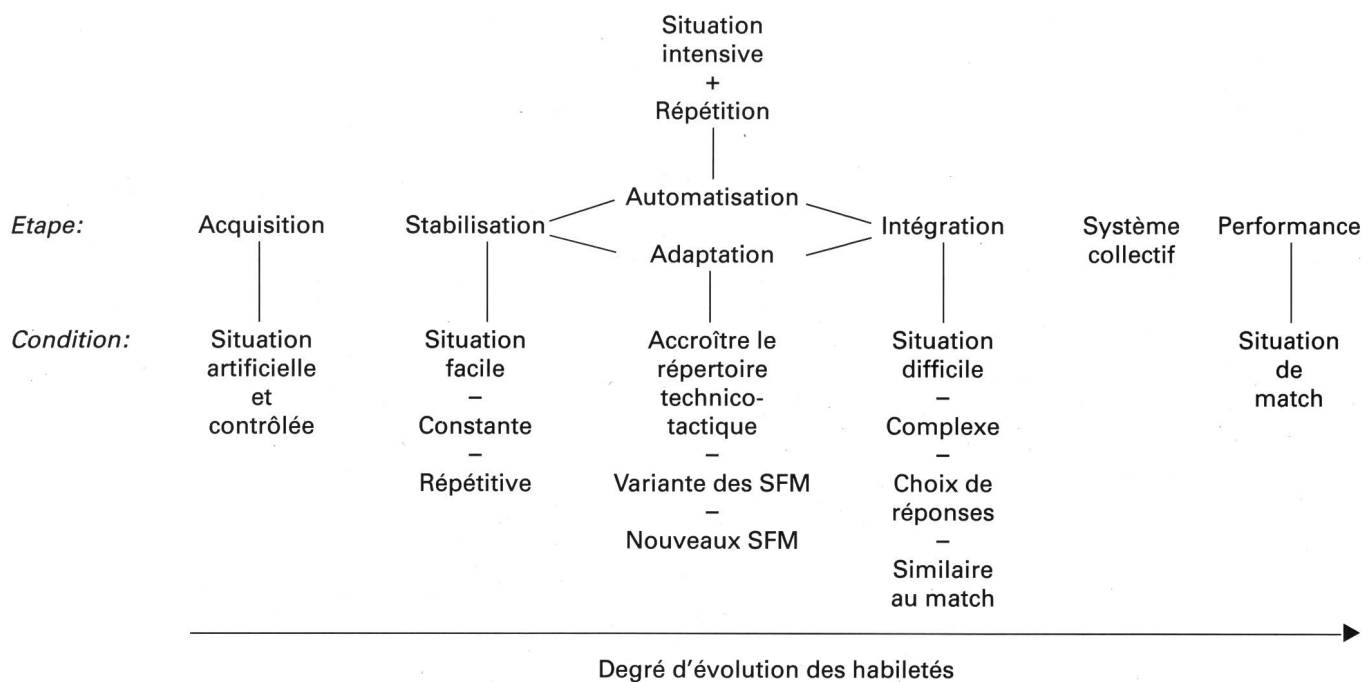 Situation
intensive
+
Répétition
Automatisation
Etape: Acquisition Stabilisation Intégration Système Performance
collectif
Adaptation
Condition: Situation
artificielle
et
contrôlée
Situation
facile
–
Constante
–
Répétitive
Accroître le
répertoire
technico-
tactique
–
Variante des SFM
–
Nouveaux SFM
Situation
difficile
–
Complexe
–
Choix de
réponses
–
Similaire
au match
Situation
de
match
Degré d'évolution des habiletés